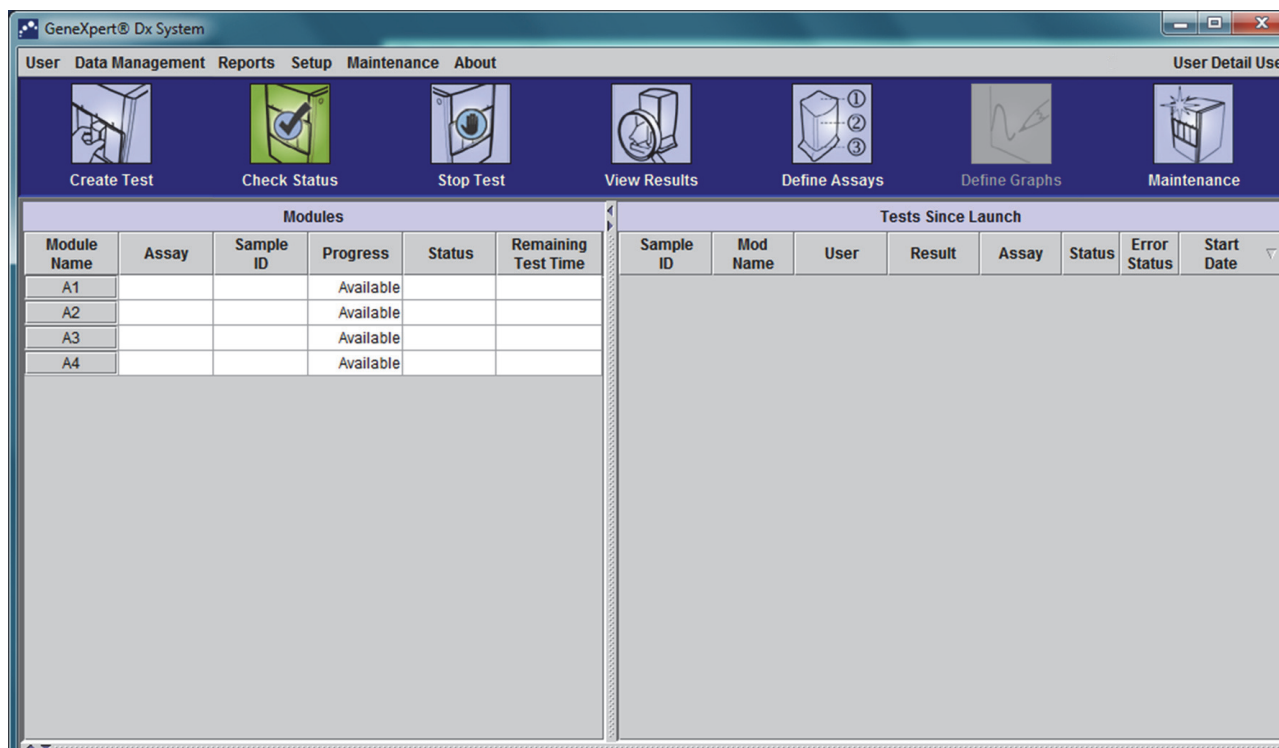 GeneXpert® Dx System
User Data Management Reports Setup Maintenance About User Detail Use
① ② ③
Create Test Check Status Stop Test View Results Define Assays Define Graphs Maintenance
Modules Tests Since Launch
Module Name Assay Sample ID Progress Status Remaining Test Time Sample ID Mod Name User Result Assay Status Error Status Start Date
A1 Available
A2 Available
A3 Available
A4 Available